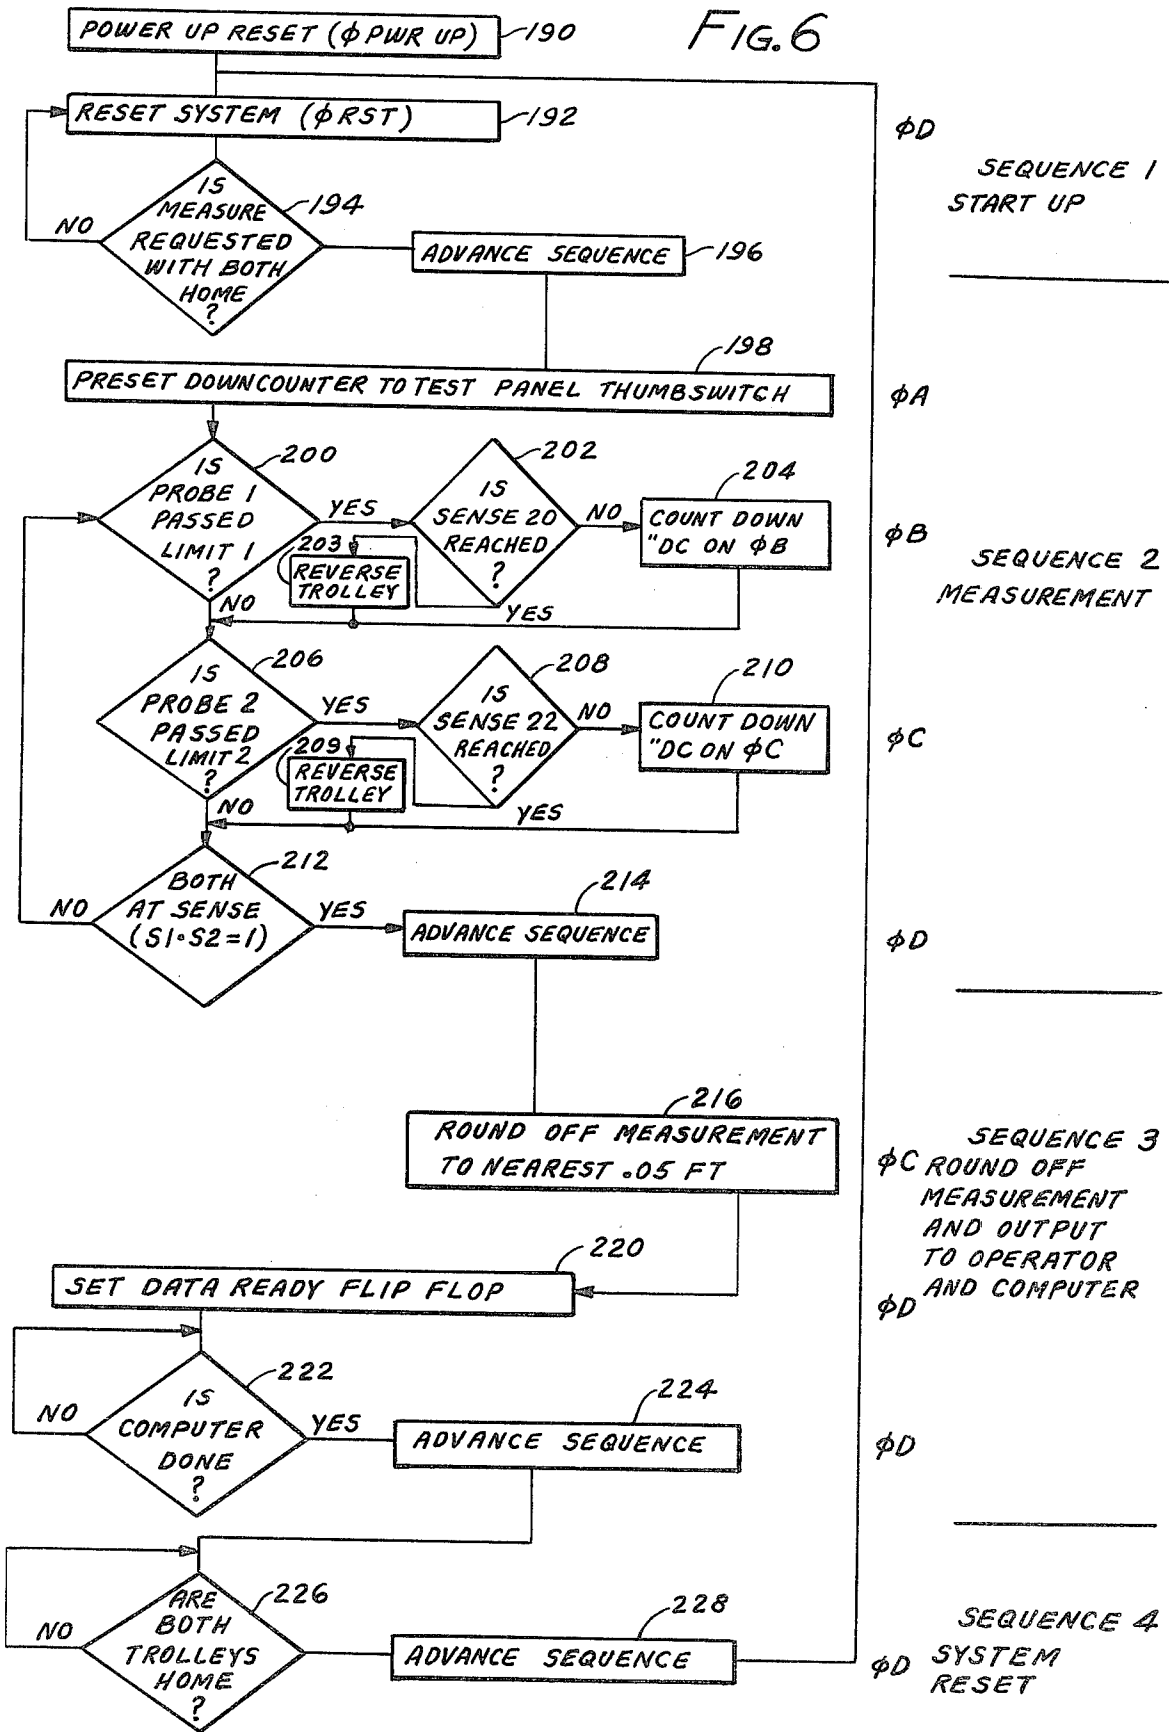 FIG. 6
POWER UP RESET (ϕ PWR UP)
190
RESET SYSTEM (ϕ RST)
192
ϕD
SEQUENCE 1
START UP
IS
MEASURE
REQUESTED
WITH BOTH
HOME
?
194
NO
ADVANCE SEQUENCE
196
198
PRESET DOWNCOUNTER TO TEST PANEL THUMBSWITCH
ϕA
IS
PROBE 1
PASSED
LIMIT 1
?
200
YES
NO
IS
SENSE 20
REACHED
?
202
NO
YES
203
REVERSE
TROLLEY
204
COUNT DOWN
"DC ON ϕB
ϕB
SEQUENCE 2
MEASUREMENT
IS
PROBE 2
PASSED
LIMIT 2
?
206
YES
NO
IS
SENSE 22
REACHED
?
208
NO
YES
209
REVERSE
TROLLEY
210
COUNT DOWN
"DC ON ϕC
ϕC
BOTH
AT SENSE
(S1•S2=1)
212
NO
YES
214
ADVANCE SEQUENCE
ϕD
216
ROUND OFF MEASUREMENT
TO NEAREST .05 FT
ϕC
SEQUENCE 3
ROUND OFF
MEASUREMENT
AND OUTPUT
TO OPERATOR
AND COMPUTER
220
SET DATA READY FLIP FLOP
ϕD
IS
COMPUTER
DONE
?
222
NO
YES
224
ADVANCE SEQUENCE
ϕD
ARE
BOTH
TROLLEYS
HOME
?
226
NO
228
ADVANCE SEQUENCE
ϕD
SEQUENCE 4
SYSTEM
RESET